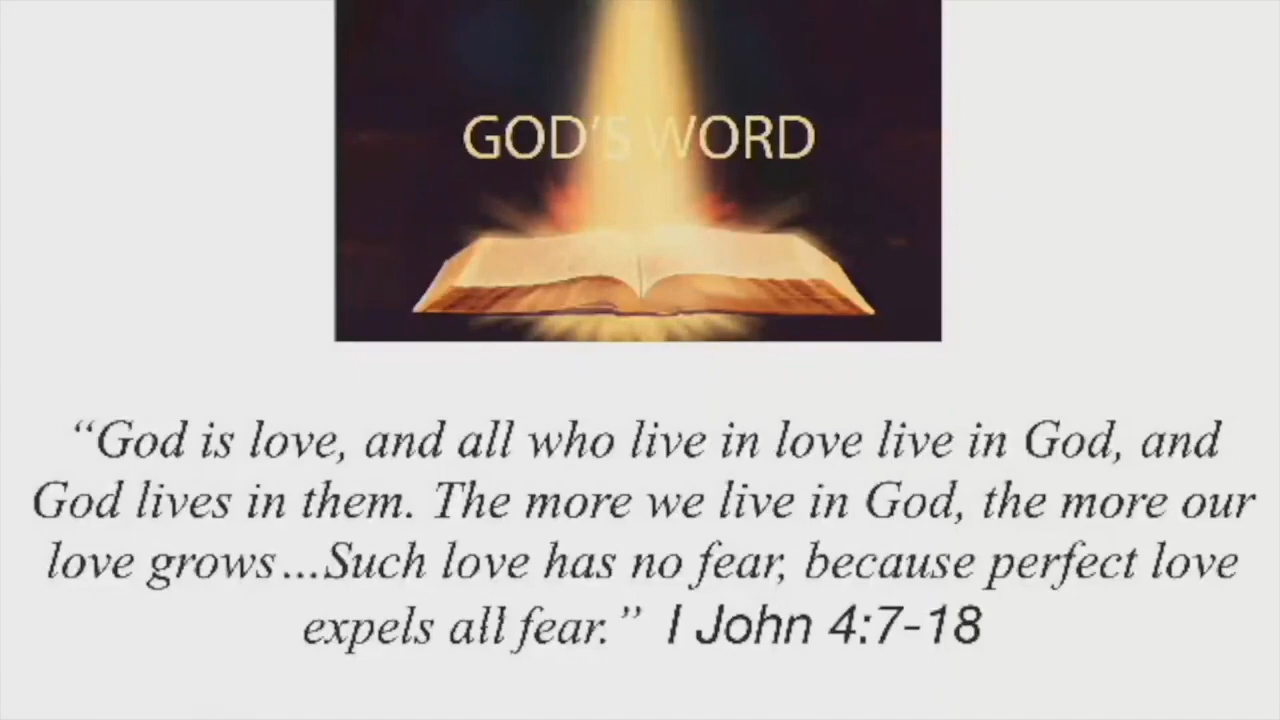 GOD'S WORD
“God is love, and all who live in love live in God, and
God lives in them. The more we live in God, the more our
love grows...Such love has no fear, because perfect love
expels all fear.” I John 4:7-18